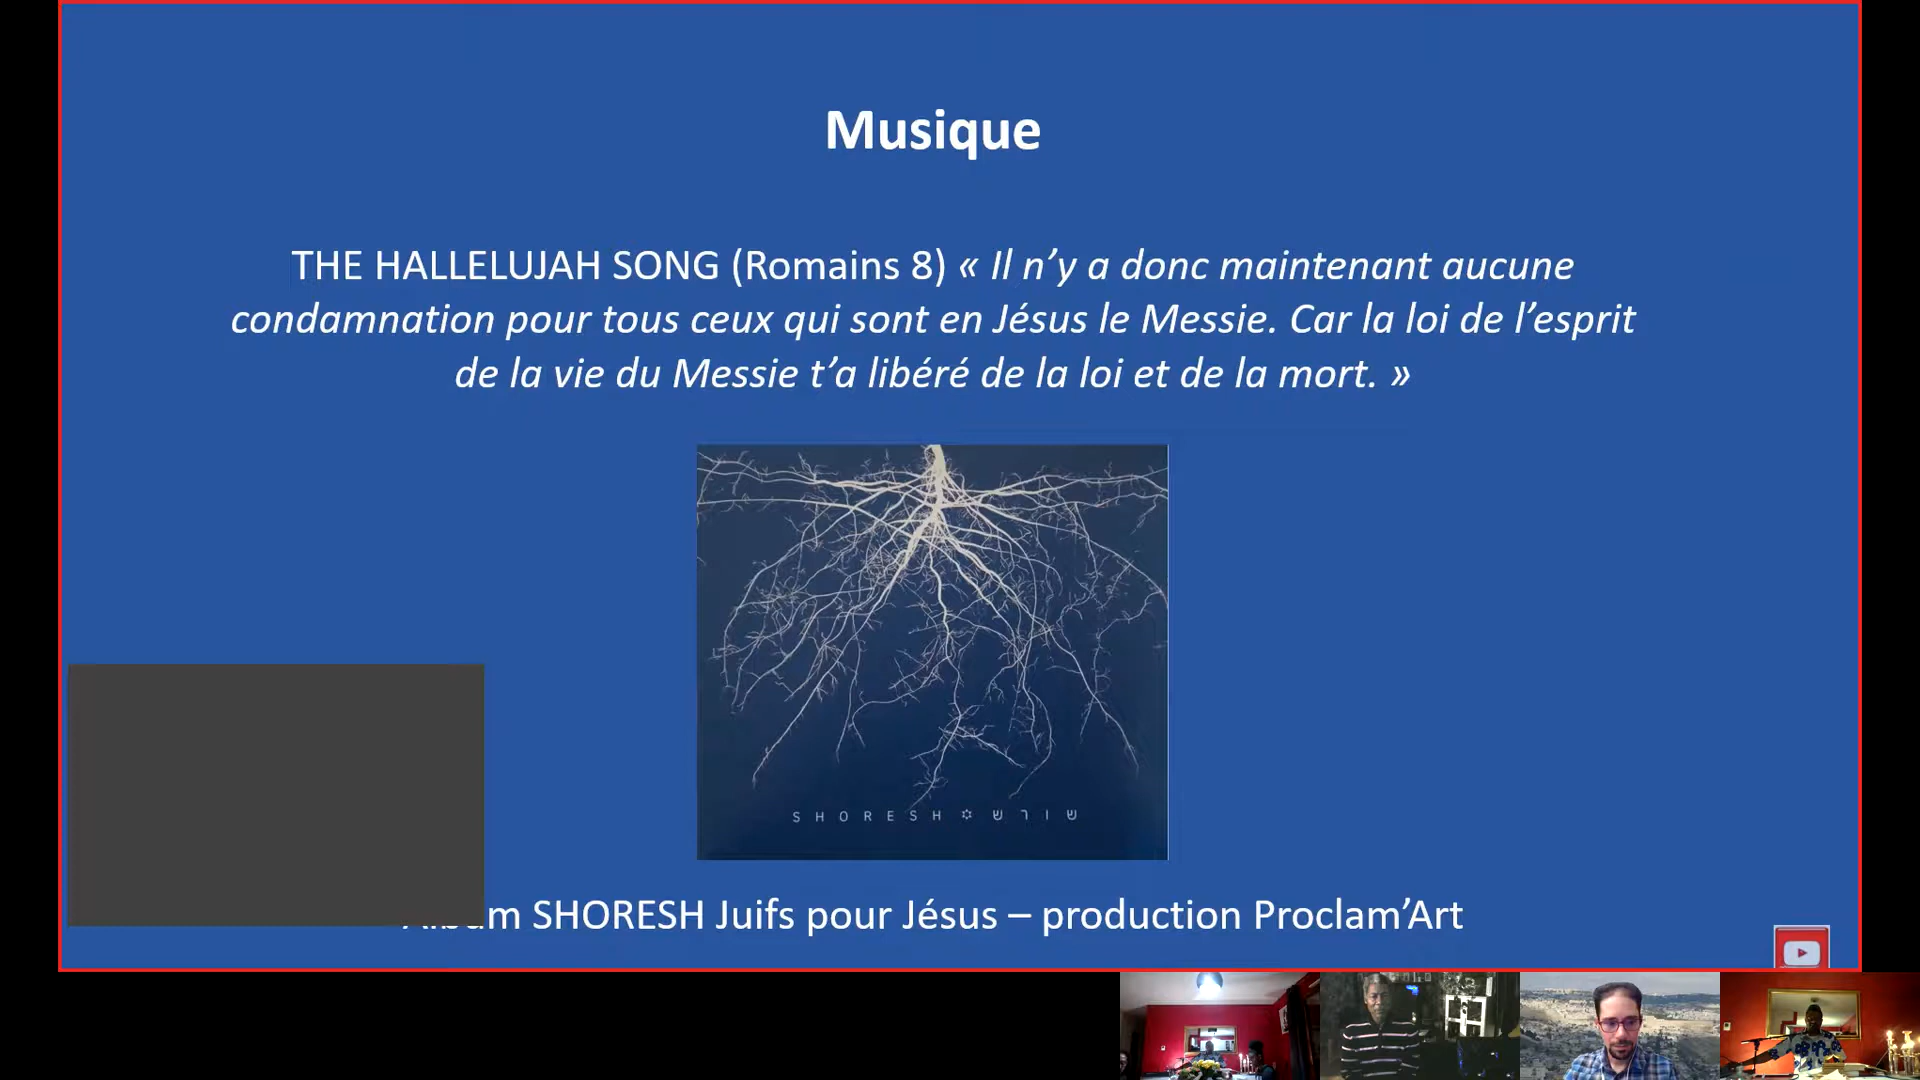 Musique
THE HALLELUJAH SONG (Romains 8) « Il n’y a donc maintenant aucune
condamnation pour tous ceux qui sont en Jésus le Messie. Car la loi de l’esprit
de la vie du Messie t’a libéré de la loi et de la mort. »
SHORESH ✡ שורש
SHORESH Juifs pour Jésus – production Proclam’Art